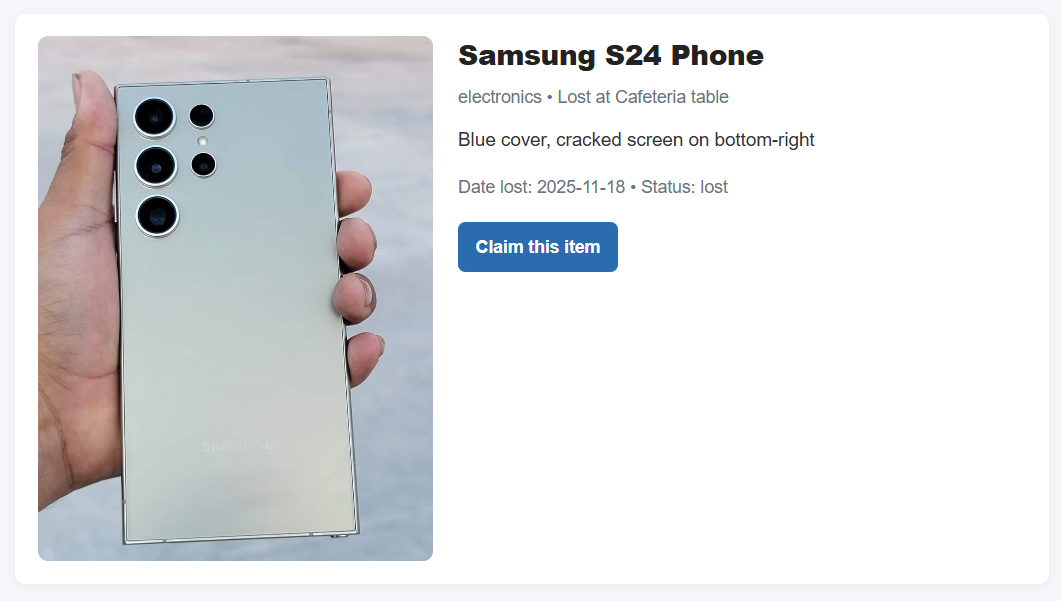 Samsung S24 Phone
electronics • Lost at Cafeteria table
Blue cover, cracked screen on bottom-right
Date lost: 2025-11-18 • Status: lost
Claim this item
SAMSUNG